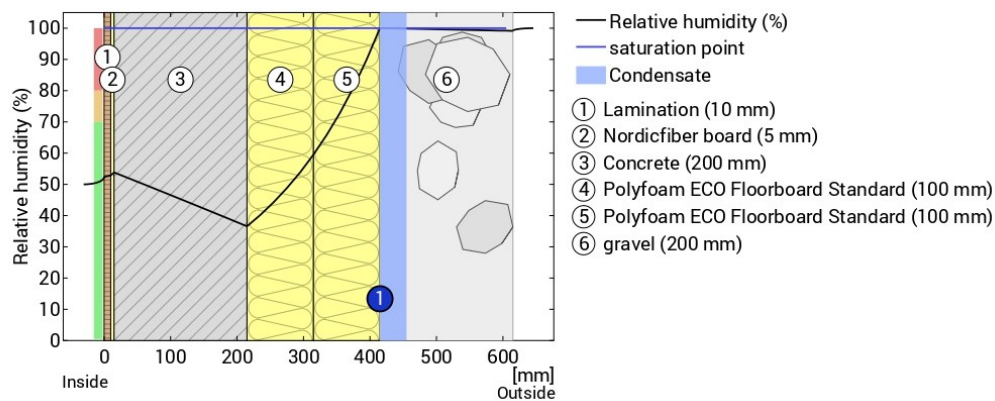 Relative humidity (%)
100
90
80
70
60
50
40
30
20
10
0
0 100 200 300 400 500 600
[mm]
Inside
Outside
1
2
3
4
5
6
1
Relative humidity (%)
saturation point
Condensate
1 Lamination (10 mm)
2 Nordicfiber board (5 mm)
3 Concrete (200 mm)
4 Polyfoam ECO Floorboard Standard (100 mm)
5 Polyfoam ECO Floorboard Standard (100 mm)
6 gravel (200 mm)